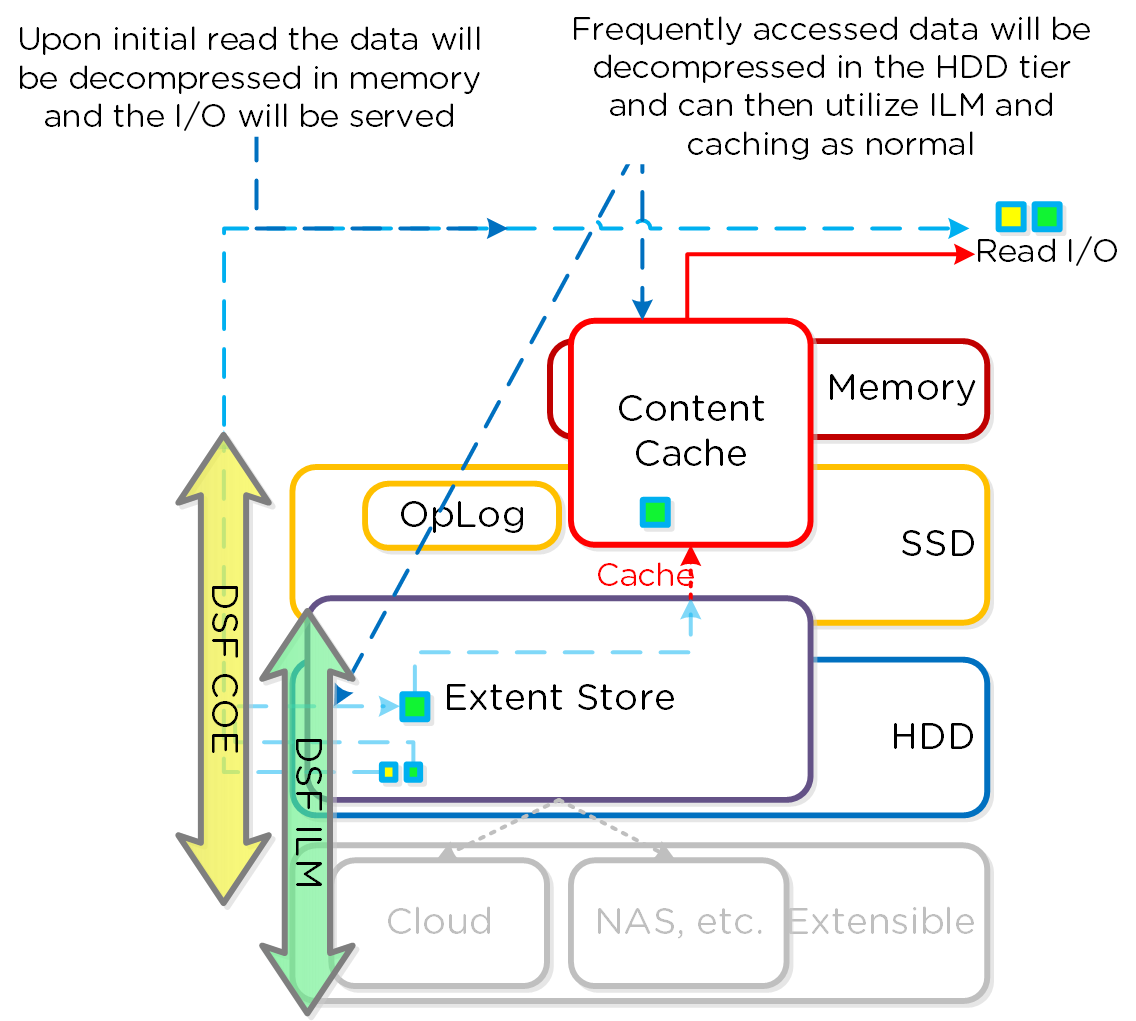 Upon initial read the data will
be decompressed in memory
and the I/O will be served
Frequently accessed data will be
decompressed in the HDD tier
and can then utilize ILM and
caching as normal
Read I/O
Memory
Content
Cache
OpLog
SSD
Cache
DSF COE
Extent Store
HDD
DSF IILM
Cloud
NAS, etc.
Extensible